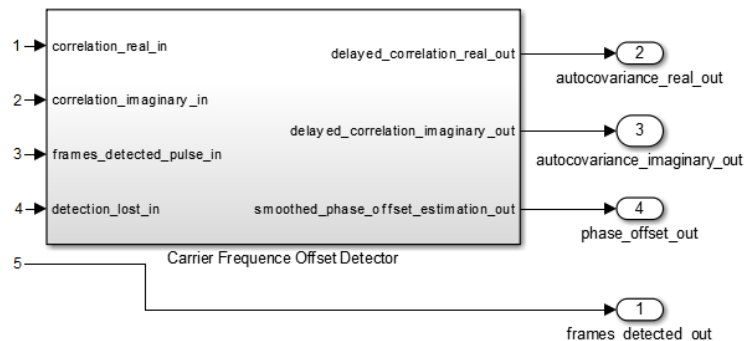 1
correlation_real_in
delayed_correlation_real_out
2
autocovariance_real_out
2
correlation_imaginary_in
delayed_correlation_imaginary_out
3
autocovariance_imaginary_out
3
frames_detected_pulse_in
4
detection_lost_in
smoothed_phase_offset_estimation_out
4
phase_offset_out
5
Carrier Frequence Offset Detector
1
frames_detected_out